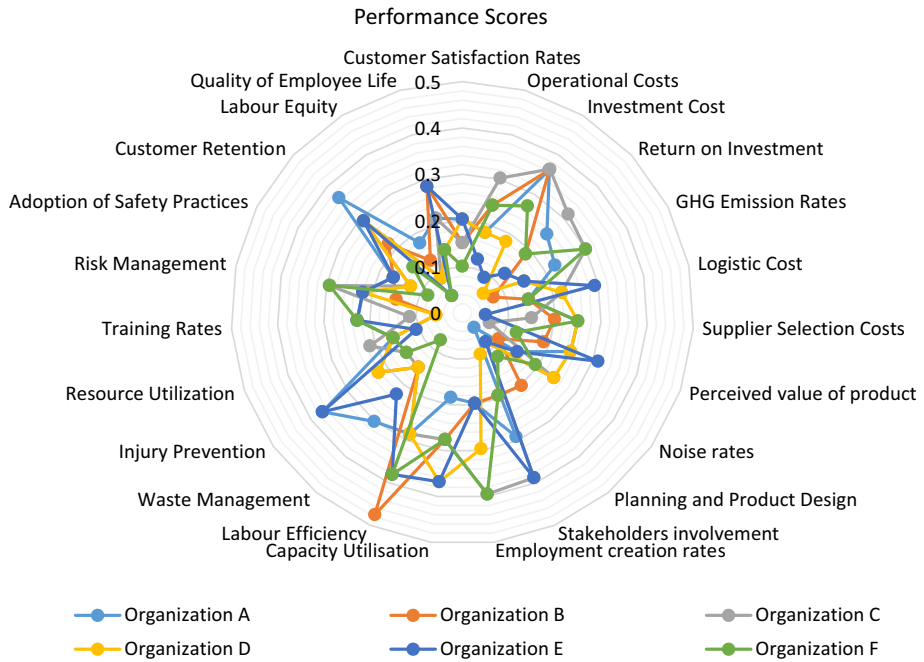 Performance Scores
Customer Satisfaction Rates
Quality of Employee Life
Operational Costs
Labour Equity
Investment Cost
Customer Retention
Return on Investment
Adoption of Safety Practices
GHG Emission Rates
Risk Management
Logistic Cost
Training Rates
Supplier Selection Costs
Resource Utilization
Perceived value of product
Injury Prevention
Noise rates
Waste Management
Planning and Product Design
Labour Efficiency
Stakeholders involvement
Capacity Utilisation
Employment creation rates
0.5
0.4
0.3
0.2
0.1
0
Organization A
Organization B
Organization C
Organization D
Organization E
Organization F